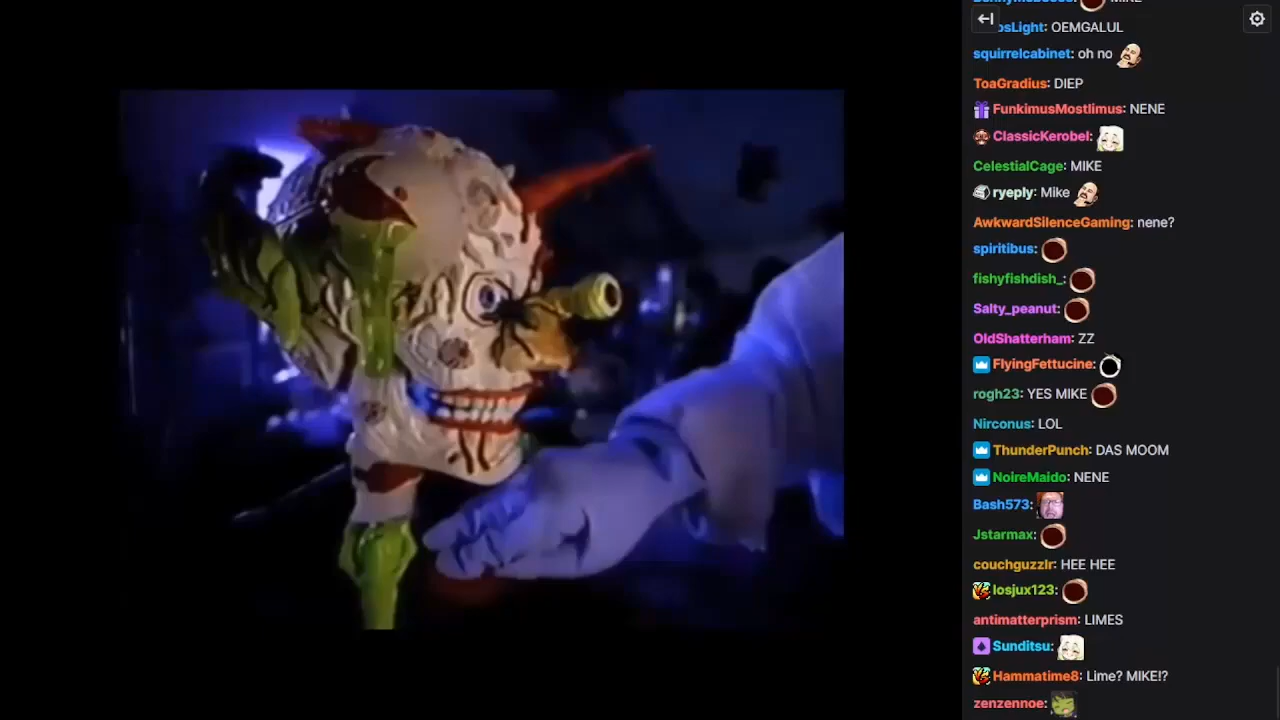 osLight: OEMGALUL
squirrelcabinet: oh no
ToaGradius: DIEP
FunkimusMostlimus: NENE
ClassicKerobel:
CelestialCage: MIKE
ryeply: Mike
AwkwardSilenceGaming: nene?
spiritibus:
fishyfishdish_:
Salty_peanut:
OldShatterham: ZZ
FlyingFettucine:
rogh23: YES MIKE
Nirconus: LOL
ThunderPunch: DAS MOOM
NoireMaido: NENE
Bash573:
Jstarmax:
couchguzzlr: HEE HEE
losjux123:
antimatterprism: LIMES
Sunditsu:
Hammatime8: Lime? MIKE!?
zenzennoe: